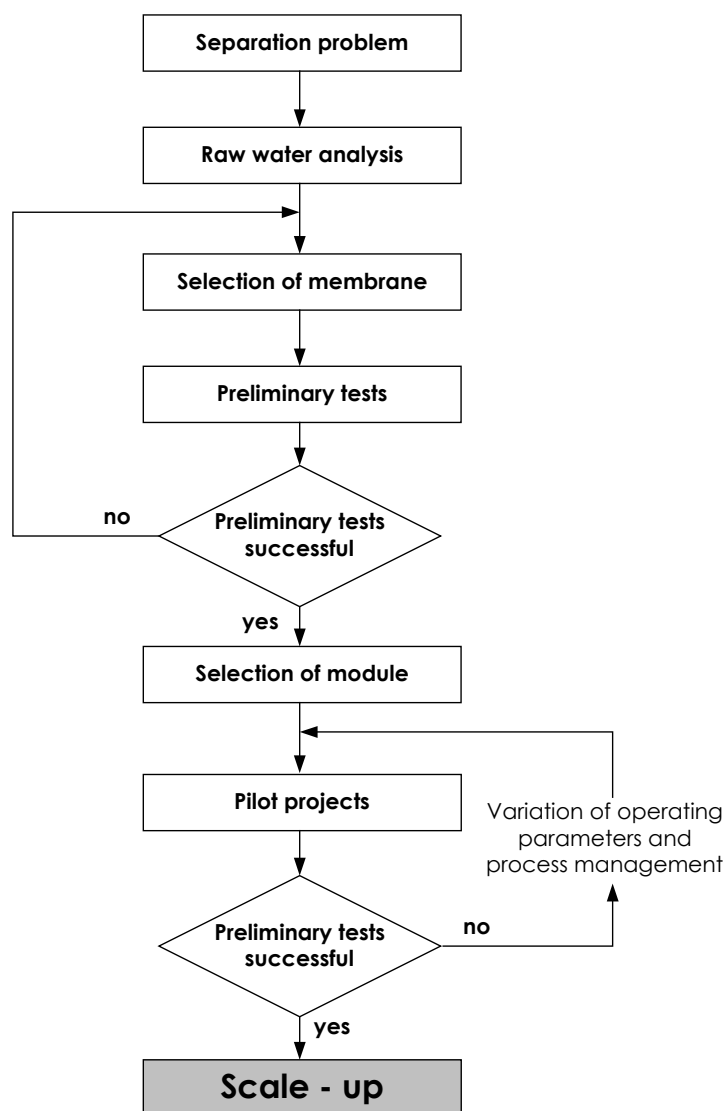 Separation problem
Raw water analysis
Selection of membrane
Preliminary tests
no
Preliminary tests
successful
yes
Selection of module
Pilot projects
Variation of operating
parameters and
process management
Preliminary tests
successful
no
yes
Scale - up